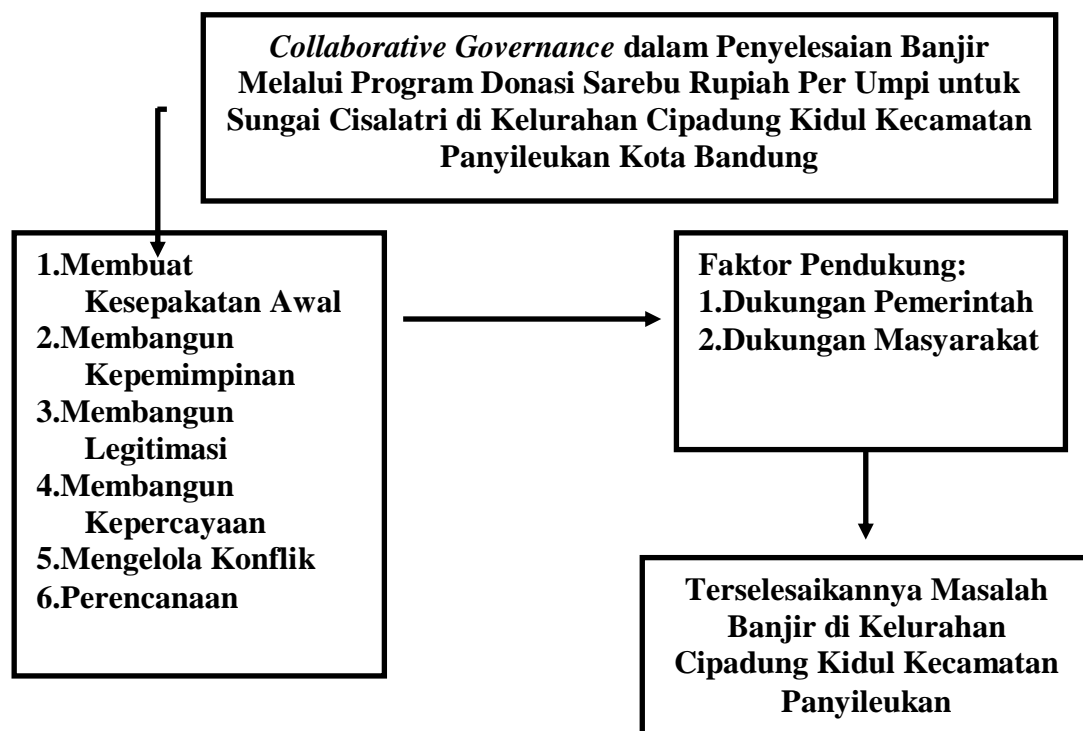 Collaborative Governance dalam Penyelesaian Banjir
Melalui Program Donasi Sarebu Rupiah Per Umpi untuk
Sungai Cisalatri di Kelurahan Cipadung Kidul Kecamatan
Panyileukan Kota Bandung
1.Membuat
Kesepakatan Awal
2.Membangun
Kepemimpinan
3.Membangun
Legitimasi
4.Membangun
Kepercayaan
5.Mengelola Konflik
6.Perencanaan
Faktor Pendukung:
1.Dukungan Pemerintah
2.Dukungan Masyarakat
Terselesaikannya Masalah
Banjir di Kelurahan
Cipadung Kidul Kecamatan
Panyileukan